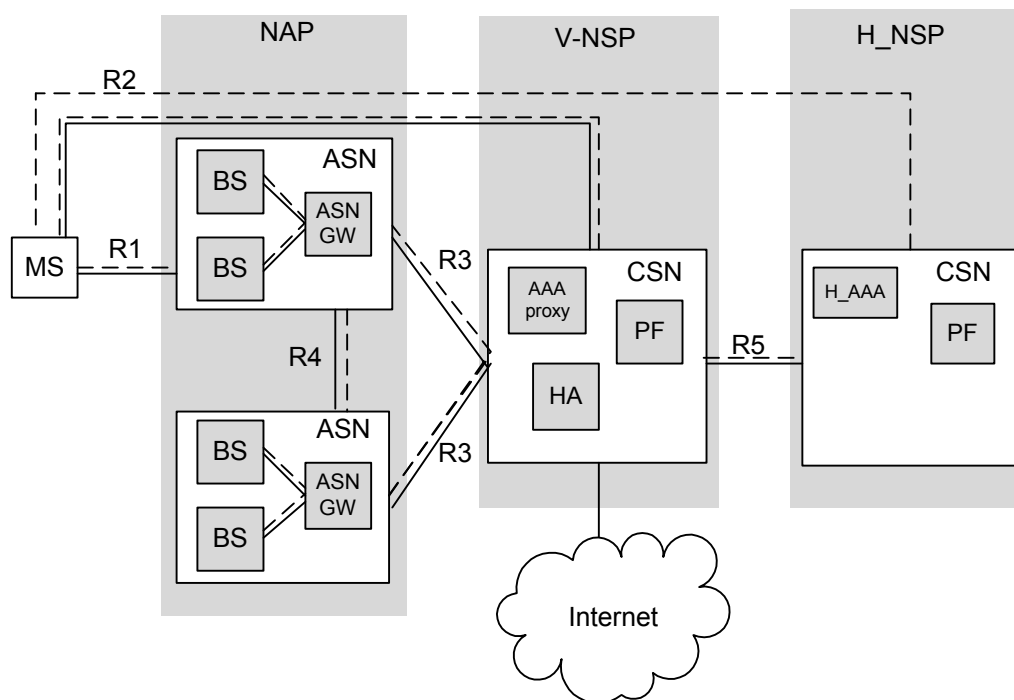 NAP
V-NSP
H_NSP
R2
ASN
BS
ASN
GW
BS
MS
R1
R3
CSN
AAA
proxy
PF
HA
R5
CSN
H_AAA
PF
R4
ASN
BS
ASN
GW
BS
R3
Internet